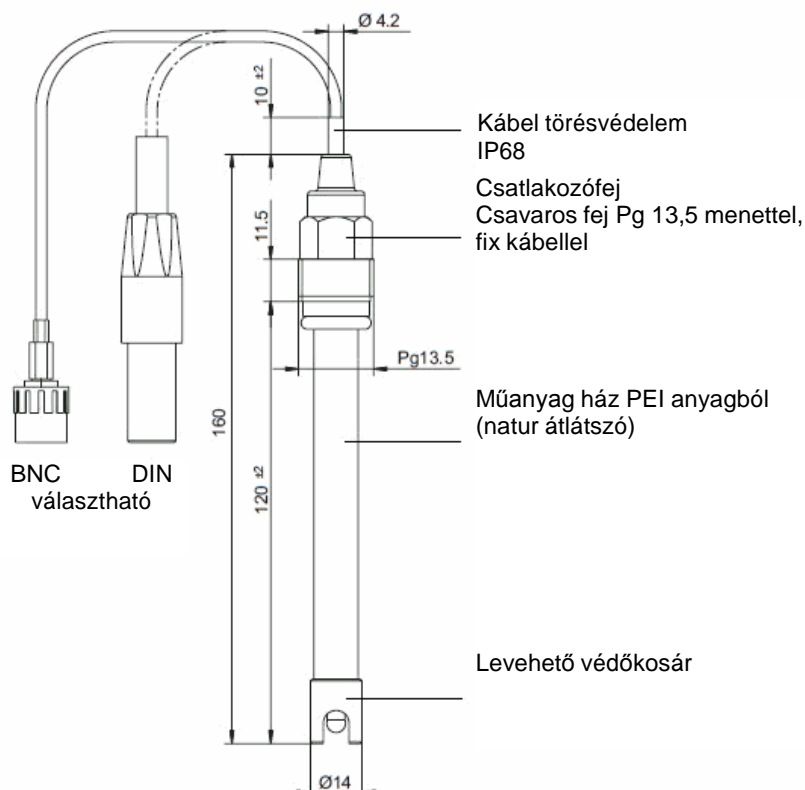 Ø 4.2
10 ±2
Kábel törésvédelem
IP68
Csatlakozófej
Csavaros fej Pg 13,5 menettel,
fix kábellel
11.5
Pg13.5
Műanyag ház PEI anyagból
(natur átlátszó)
160
120 ±2
BNC DIN
választható
Levehető védőkosár
Ø14